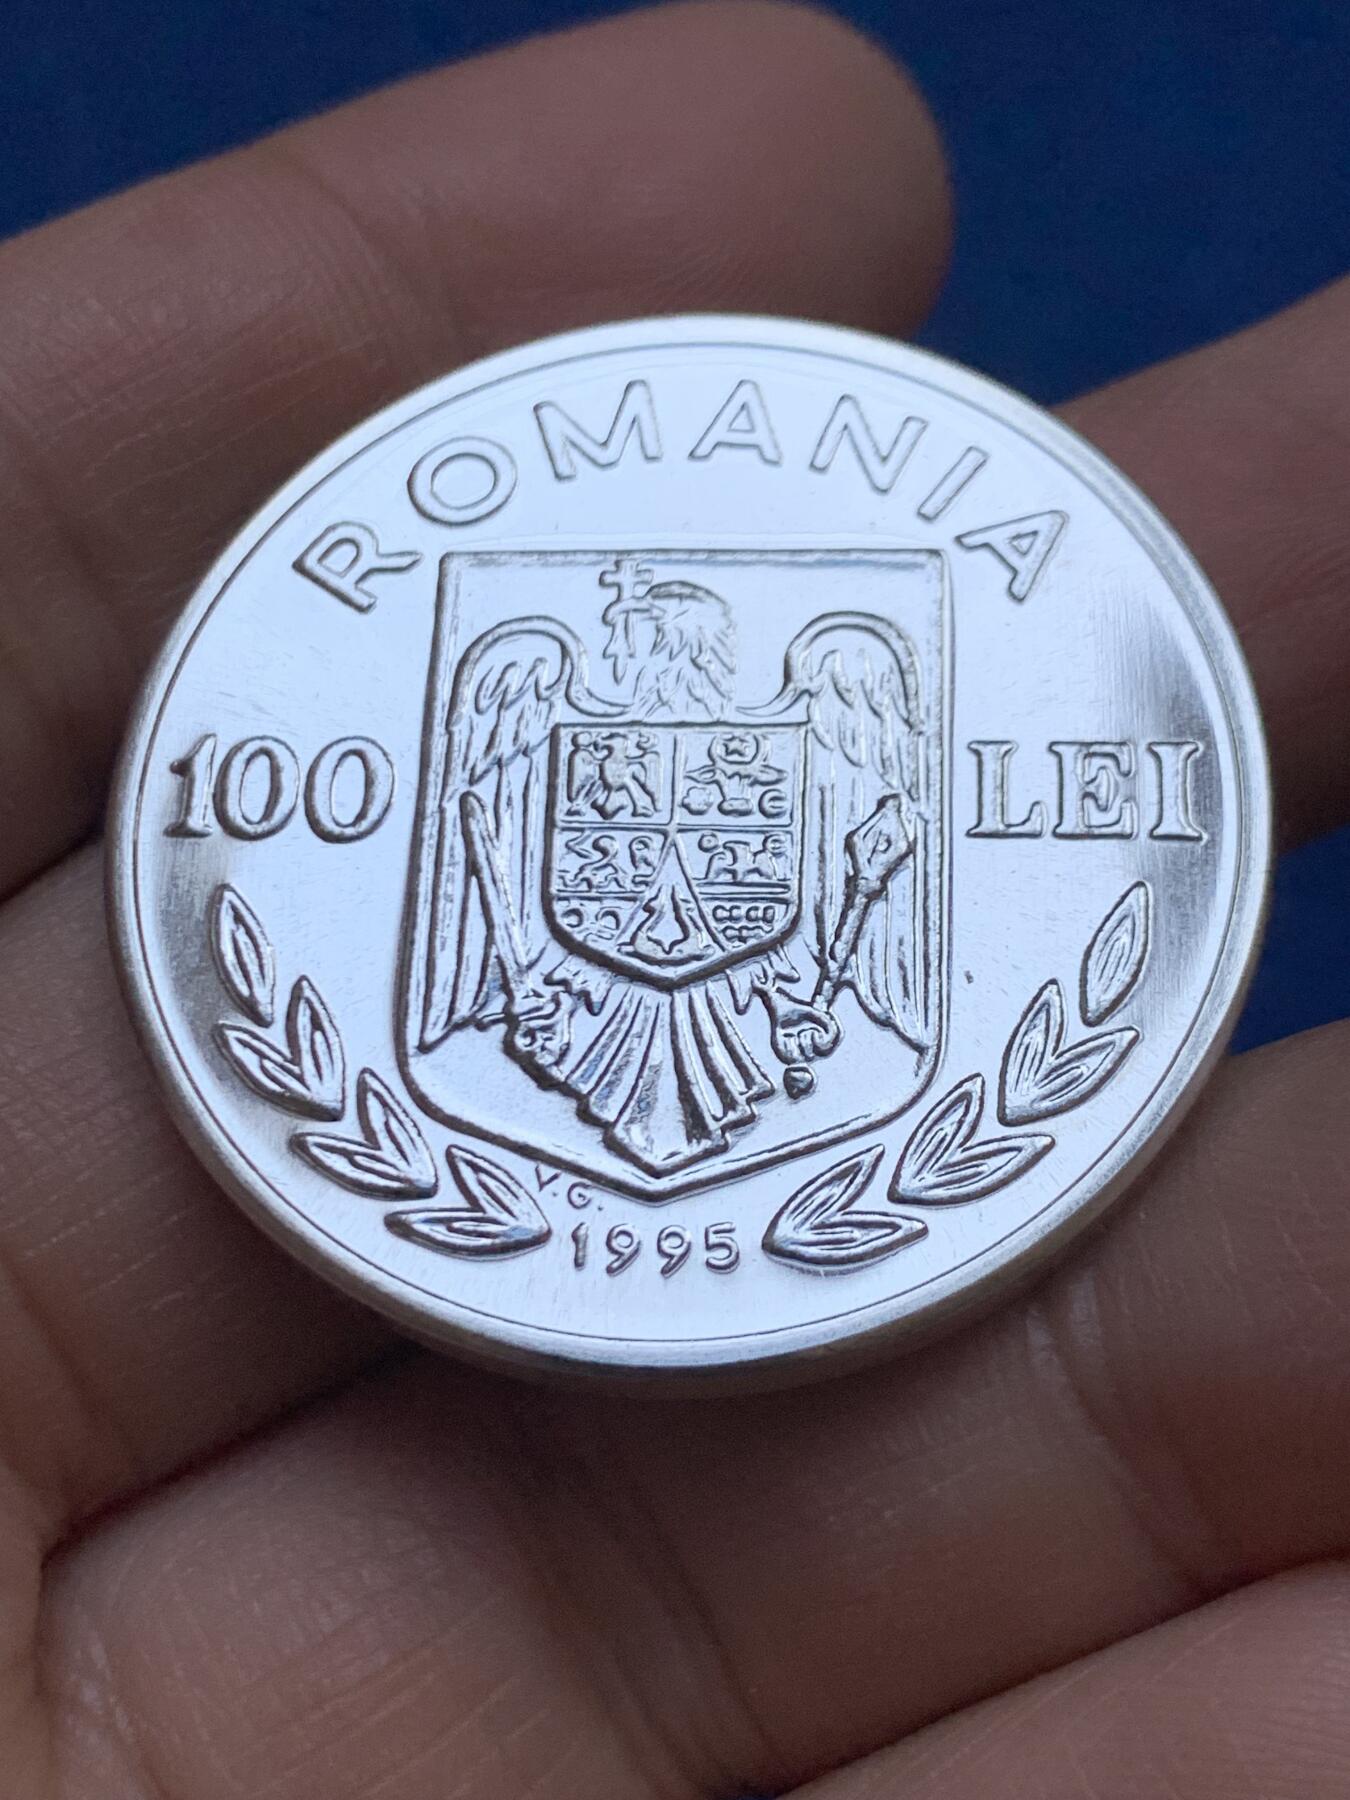 ROMANIA
100 LEI
V.G.
1995